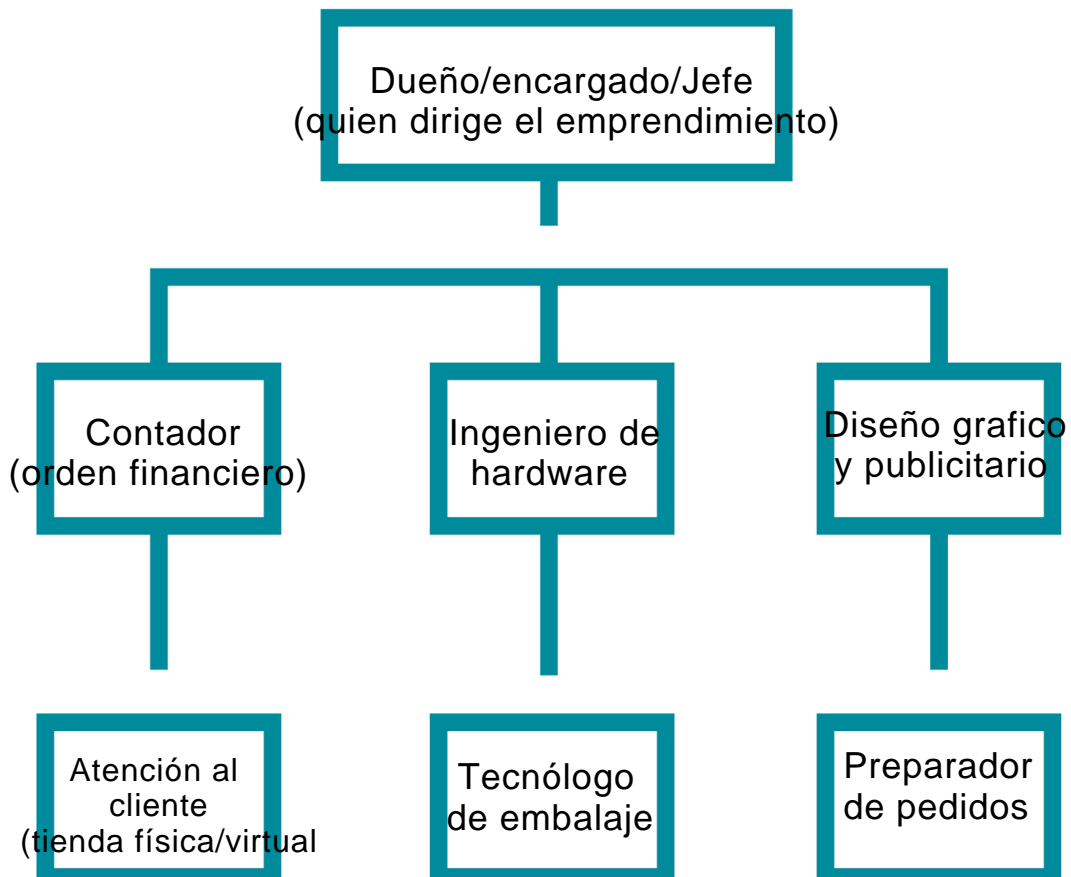 Dueño/encargado/Jefe
(quien dirige el emprendimiento)
Contador
(orden financiero)
Ingeniero de
hardware
Diseño grafico
y publicitario
Atención al
cliente
(tienda física/virtual
Tecnólogo
de embalaje
Preparador
de pedidos